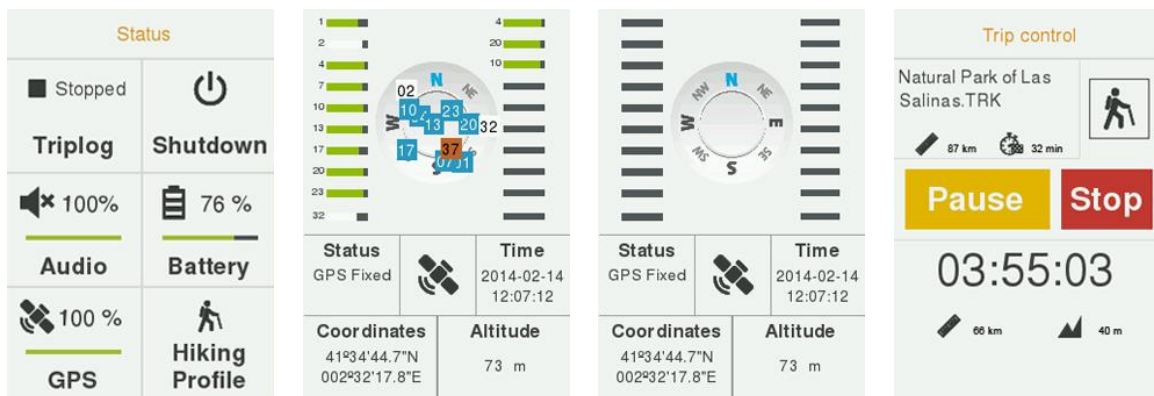 Status
Stopped
Triplog
Shutdown
100%
Audio
76 %
Battery
100 %
GPS
Hiking
Profile
1
2
4
7
10
13
17
20
23
32
4
20
10
N
NE
W
S
02
10
13
23
20
32
17
37
07
01
Status
GPS Fixed
Time
2014-02-14
12:07:12
Coordinates
41º34'44.7"N
002º32'17.8"E
Altitude
73 m
N
NE
E
SE
S
SW
W
NW
Status
GPS Fixed
Time
2014-02-14
12:07:12
Coordinates
41º34'44.7"N
002º32'17.8"E
Altitude
73 m
Trip control
Natural Park of Las
Salinas.TRK
87 km
32 min
Pause
Stop
03:55:03
66 km
40 m